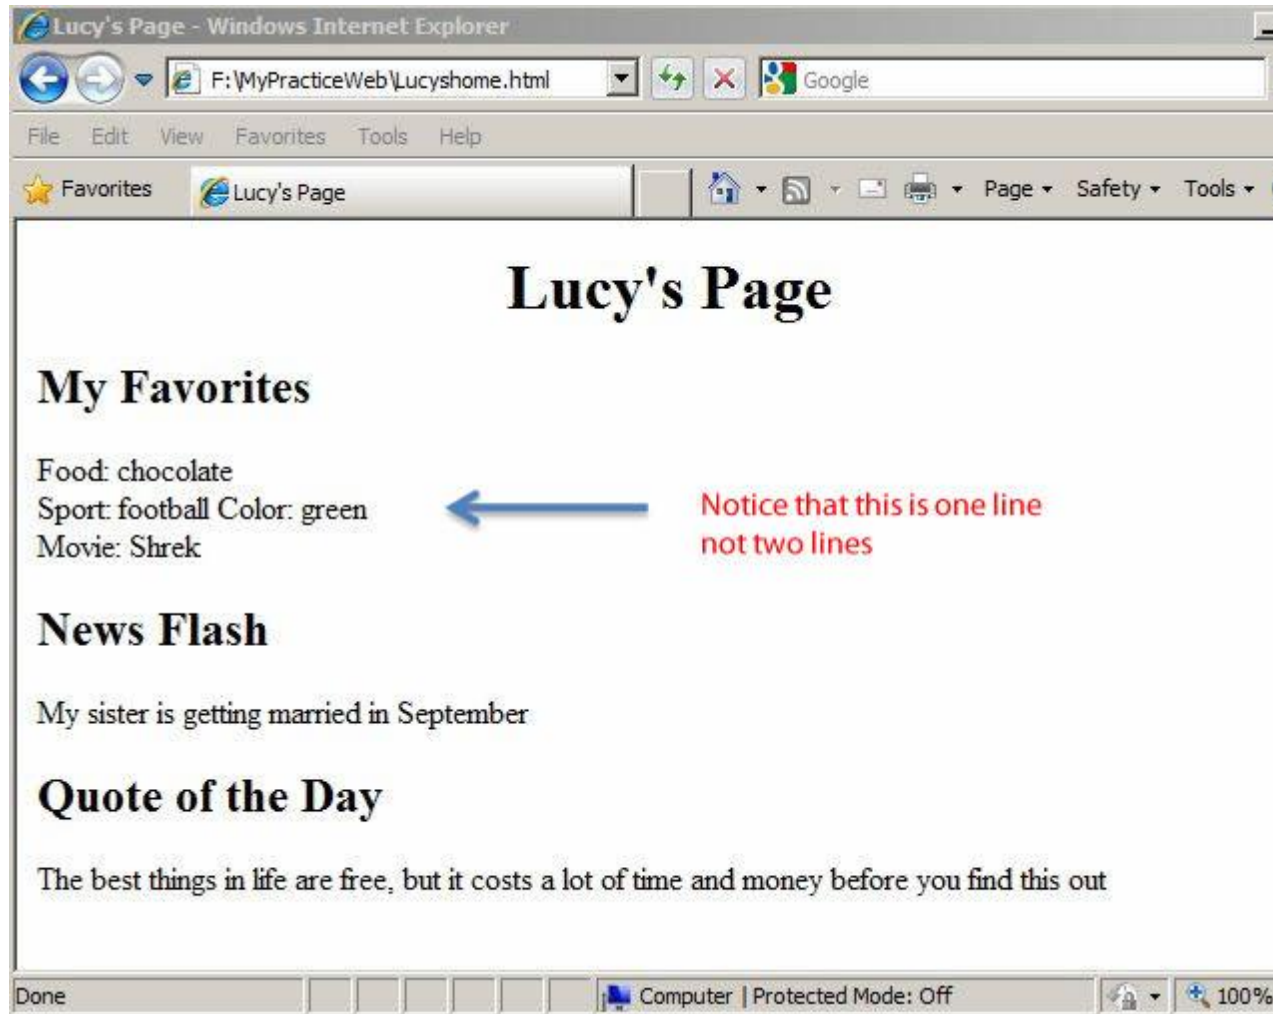 Lucy's Page - Windows Internet Explorer
F:\MyPracticeWeb\Lucyshome.html
Google
File Edit View Favorites Tools Help
Favorites
Lucy's Page
Page
Safety
Tools
Lucy's Page
My Favorites
Food: chocolate
Sport: football Color: green
Movie: Shrek
Notice that this is one line
not two lines
News Flash
My sister is getting married in September
Quote of the Day
The best things in life are free, but it costs a lot of time and money before you find this out
Done
Computer | Protected Mode: Off
100%